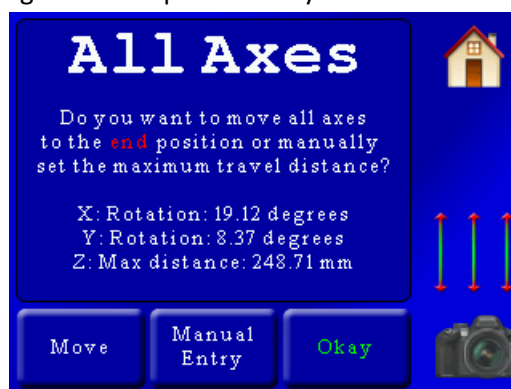 All Axes
Do you want to move all axes
to the end position or manually
set the maximum travel distance?
X: Rotation: 19.12 degrees
Y: Rotation: 8.37 degrees
Z: Max distance: 248.71 mm
Move
Manual
Entry
Okay